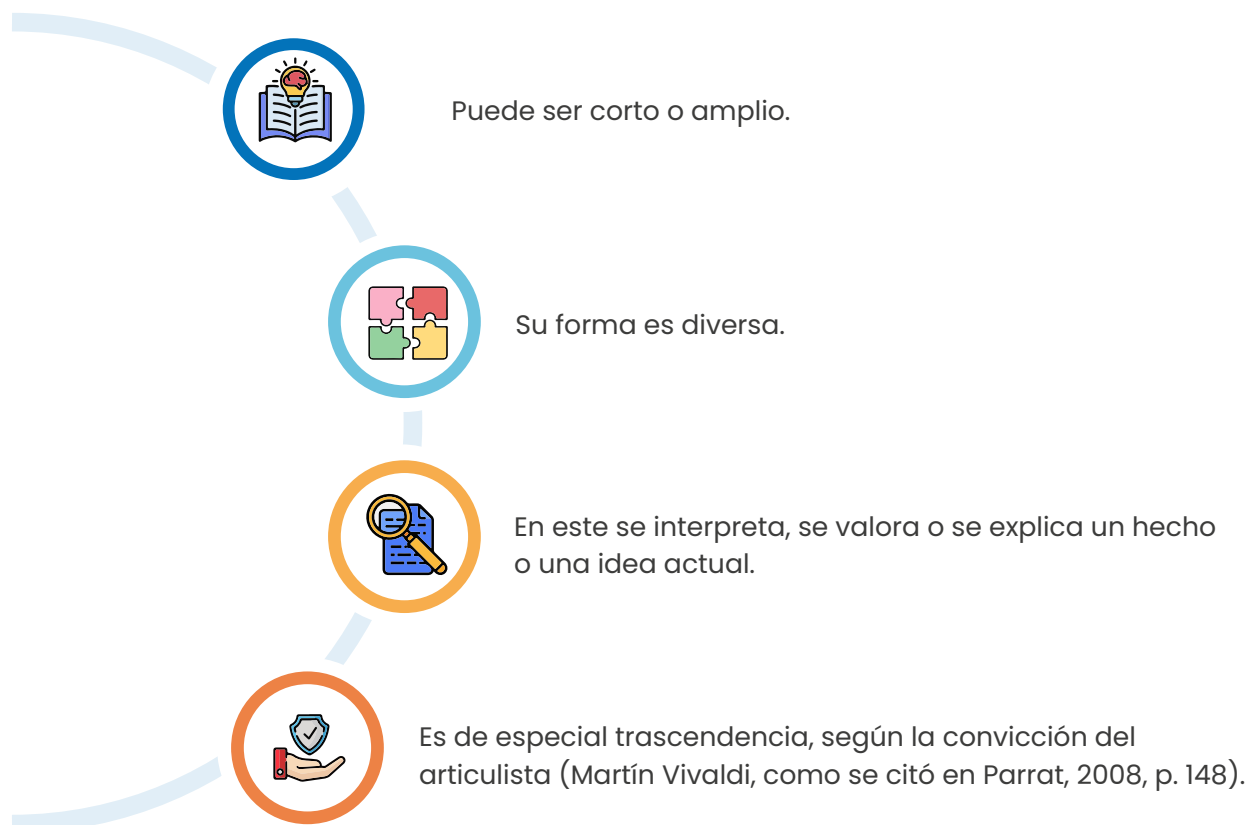 Puede ser corto o amplio.
Su forma es diversa.
En este se interpreta, se valora o se explica un hecho
o una idea actual.
Es de especial trascendencia, según la convicción del
articulista (Martín Vivaldi, como se citó en Parrat, 2008, p. 148).